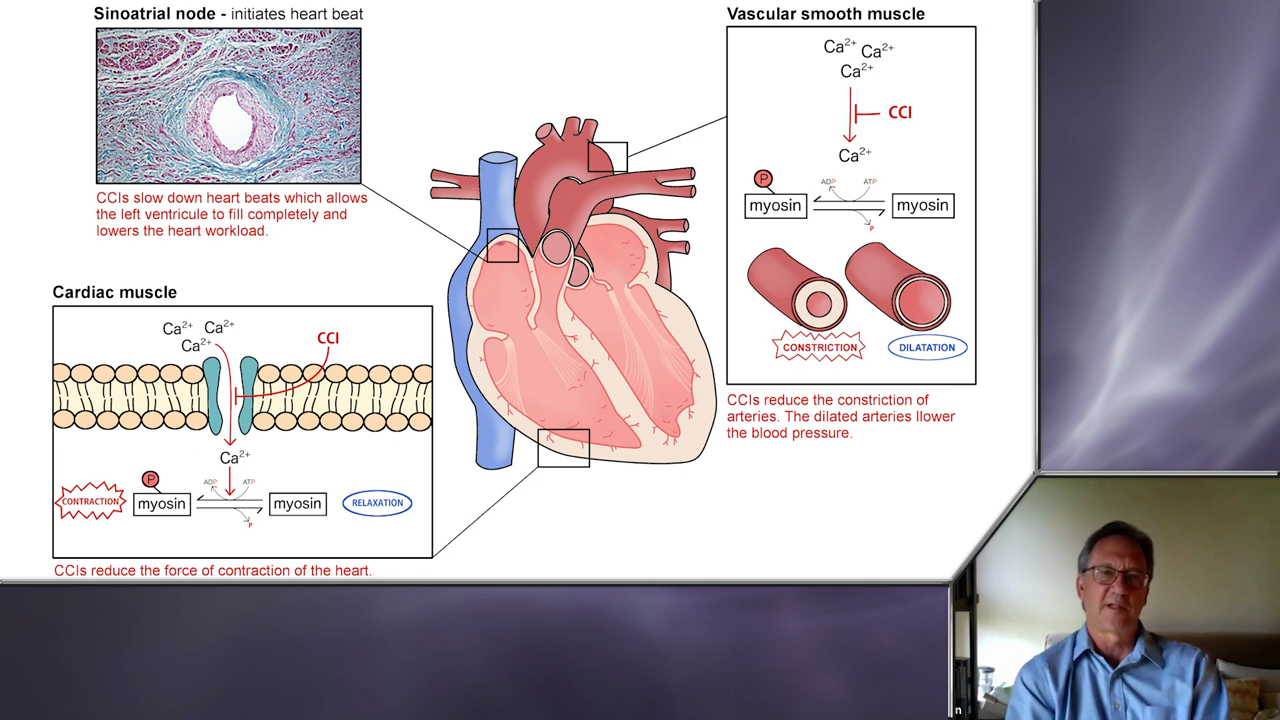 Sinoatrial node - initiates heart beat
CCIs slow down heart beats which allows
the left ventricule to fill completely and
lowers the heart workload.
Cardiac muscle
Ca²⁺ Ca²⁺
Ca²⁺
CCI
Ca²⁺
P
ADP ATP
CONTRACTION
myosin
myosin
RELAXATION
P
CCIs reduce the force of contraction of the heart.
Vascular smooth muscle
Ca²⁺ Ca²⁺
Ca²⁺
CCI
Ca²⁺
P
ADP ATP
myosin
myosin
P
CONSTRICTION
DILATATION
CCIs reduce the constriction of
arteries. The dilated arteries llower
the blood pressure.
n